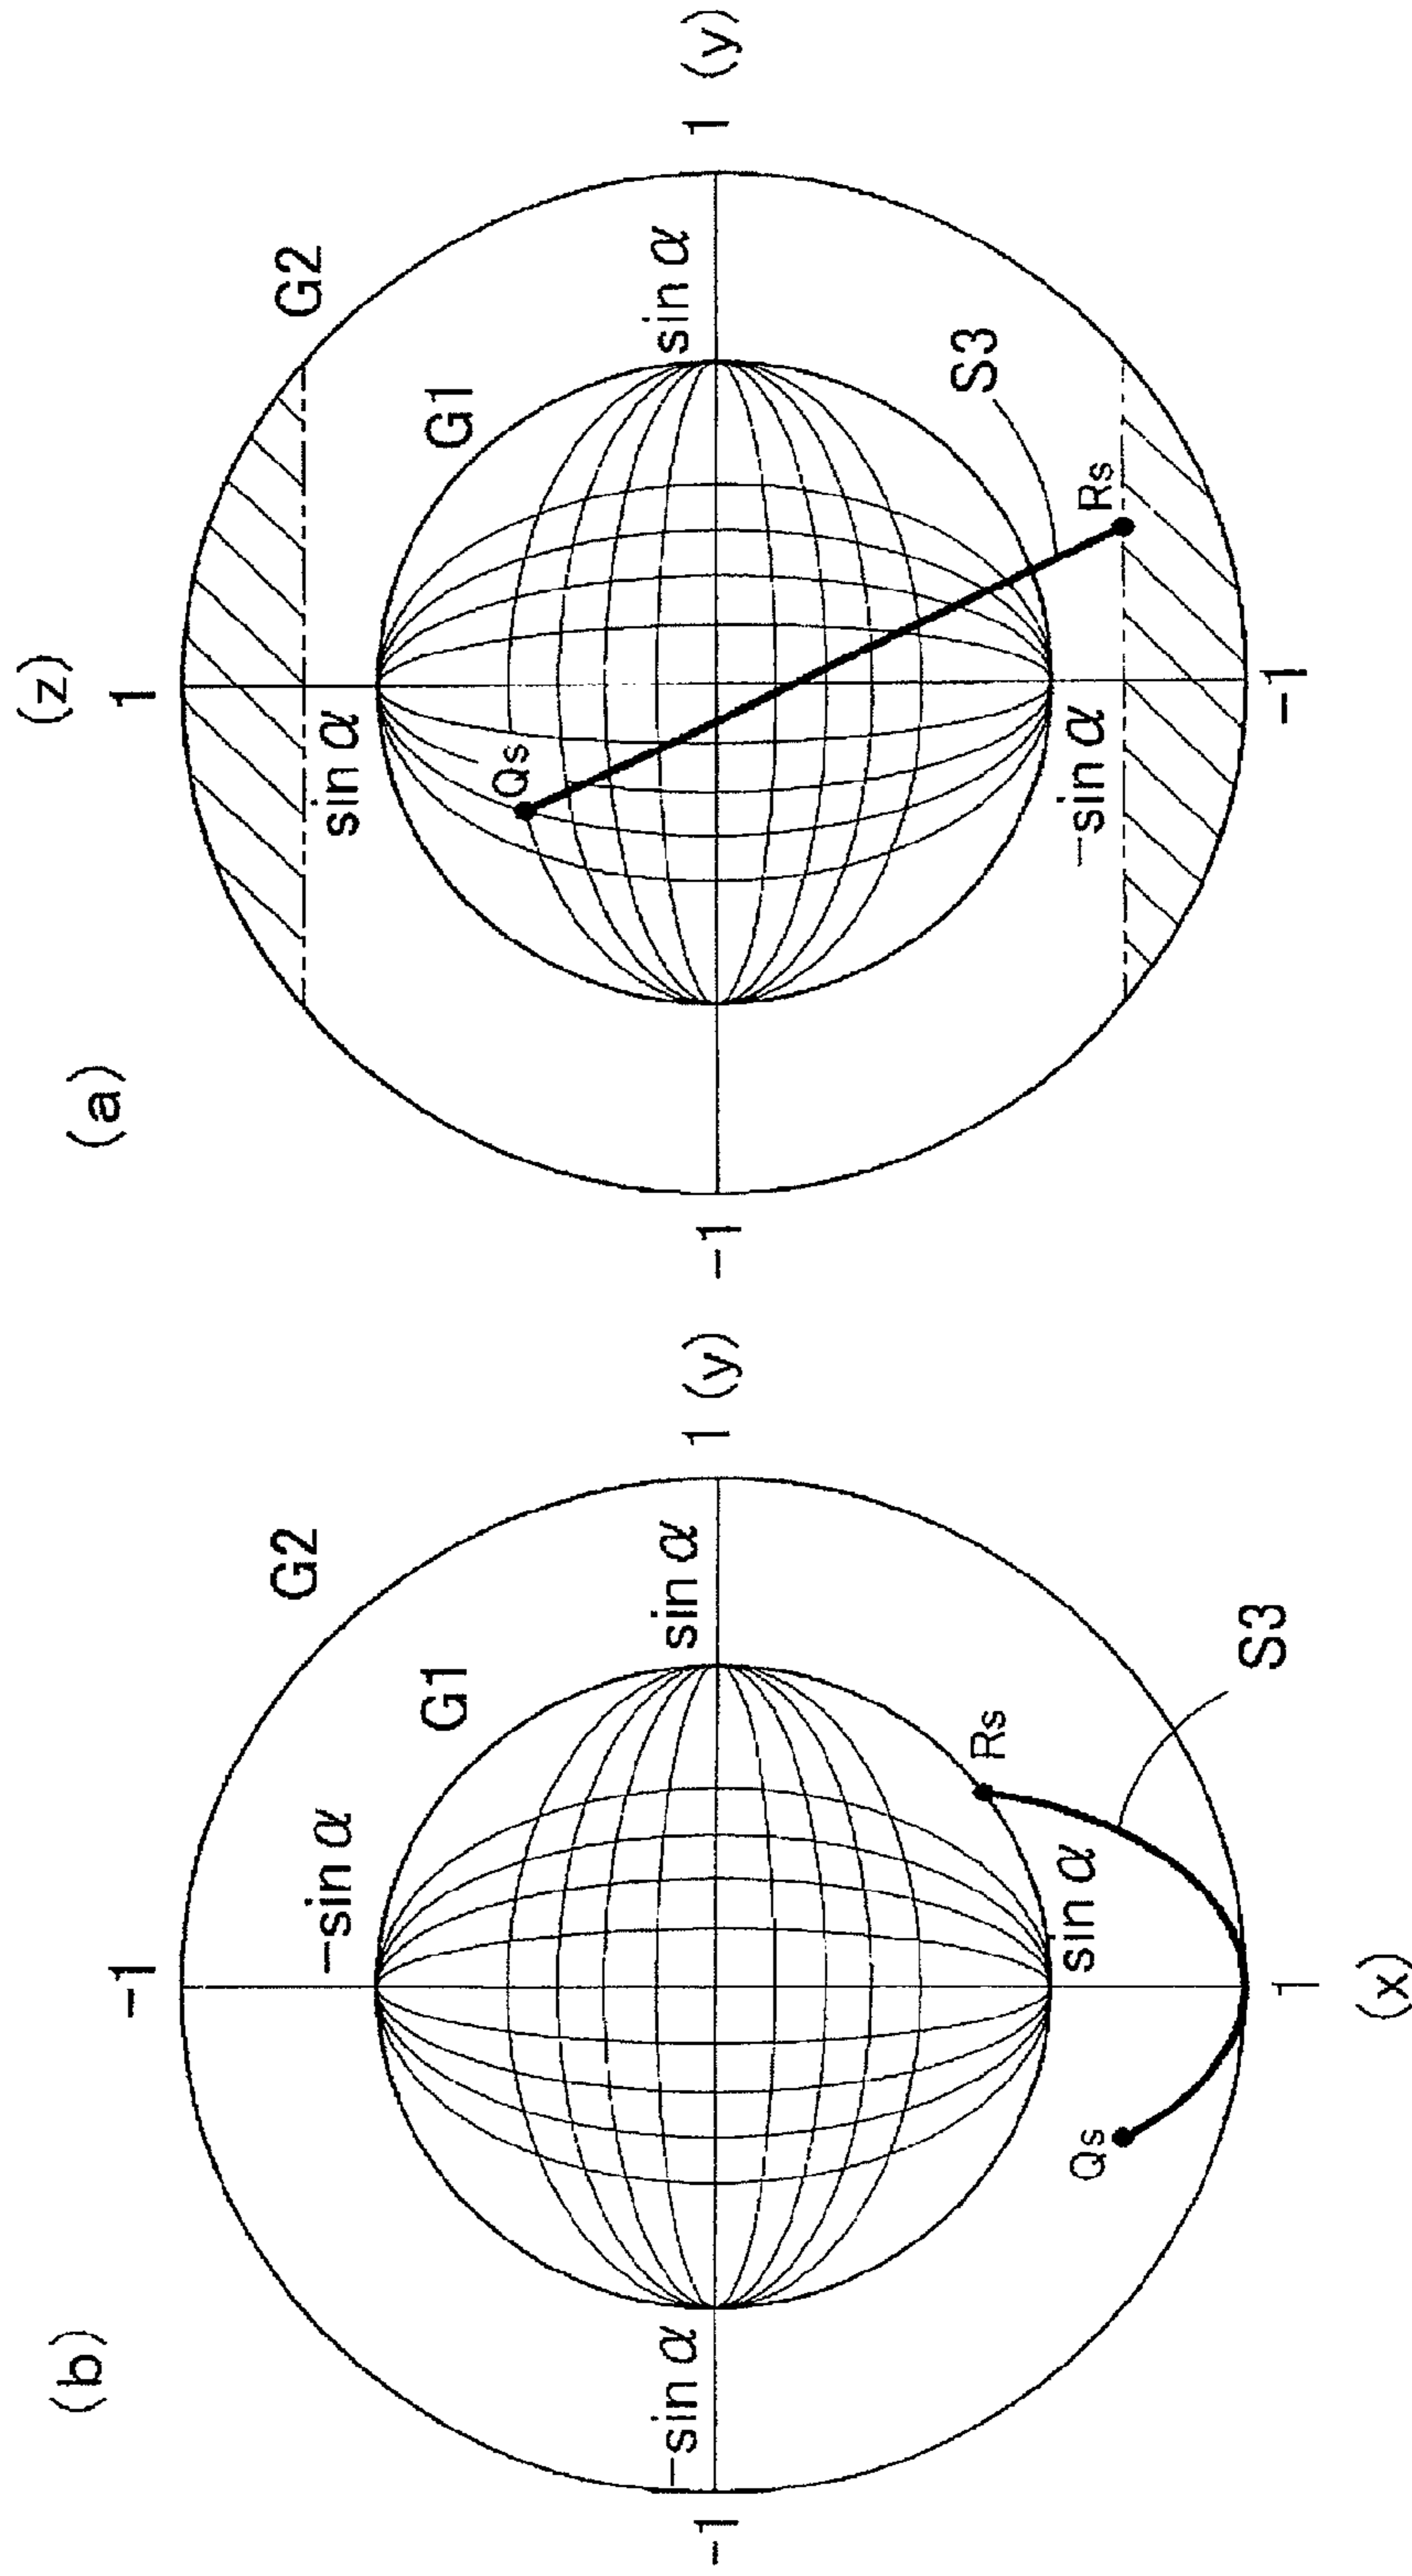 (a)
(z)
1
G2
sin α
G1
sin α
1 (y)
Qs
S3
Rs
-1
-sin α
-1
(b)
-1
G2
-sin α
G1
sin α
1 (y)
-sin α
-1
Rs
sin α
Qs
S3
1
(x)